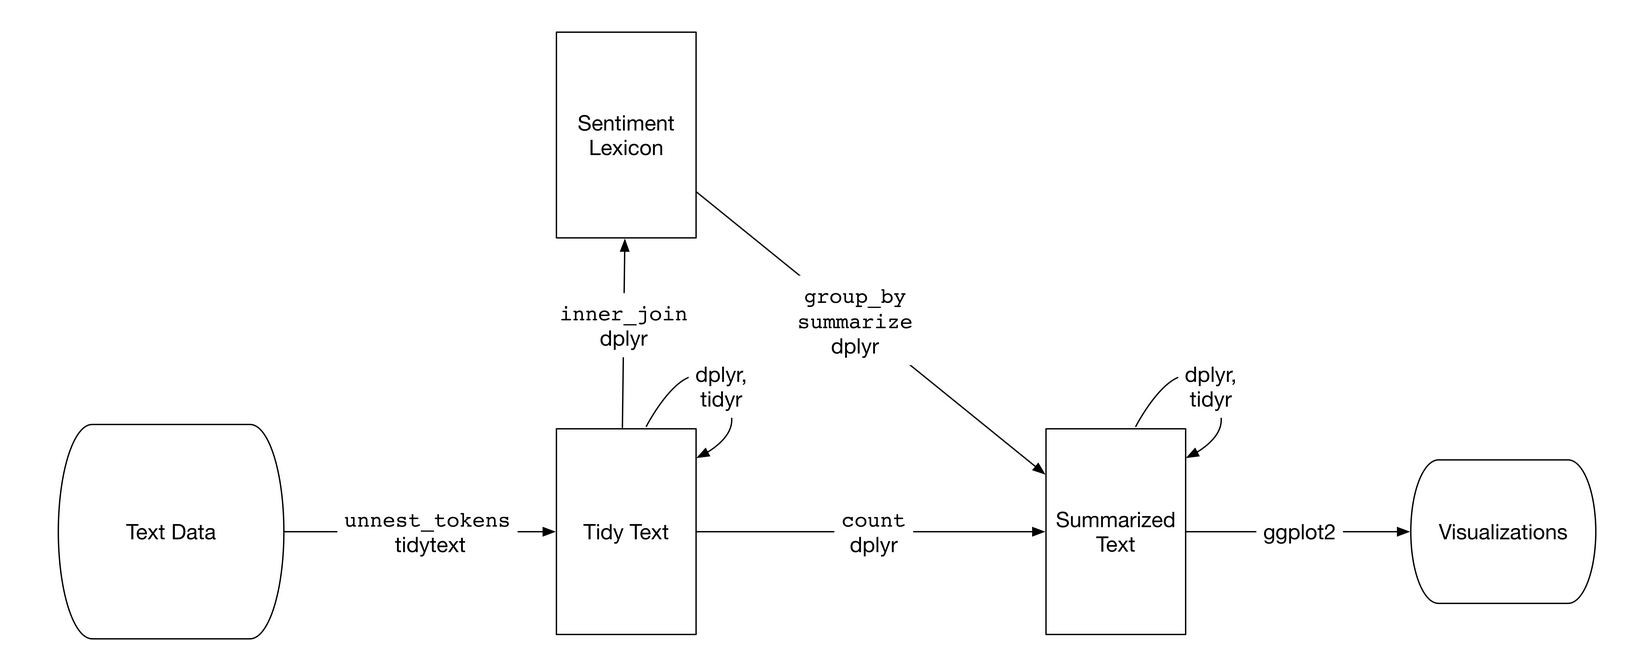 Sentiment
Lexicon
inner_join
dplyr
group_by
summarize
dplyr
dplyr,
tidyr
dplyr,
tidyr
Text Data
unnest_tokens
tidytext
Tidy Text
count
dplyr
Summarized
Text
ggplot2
Visualizations